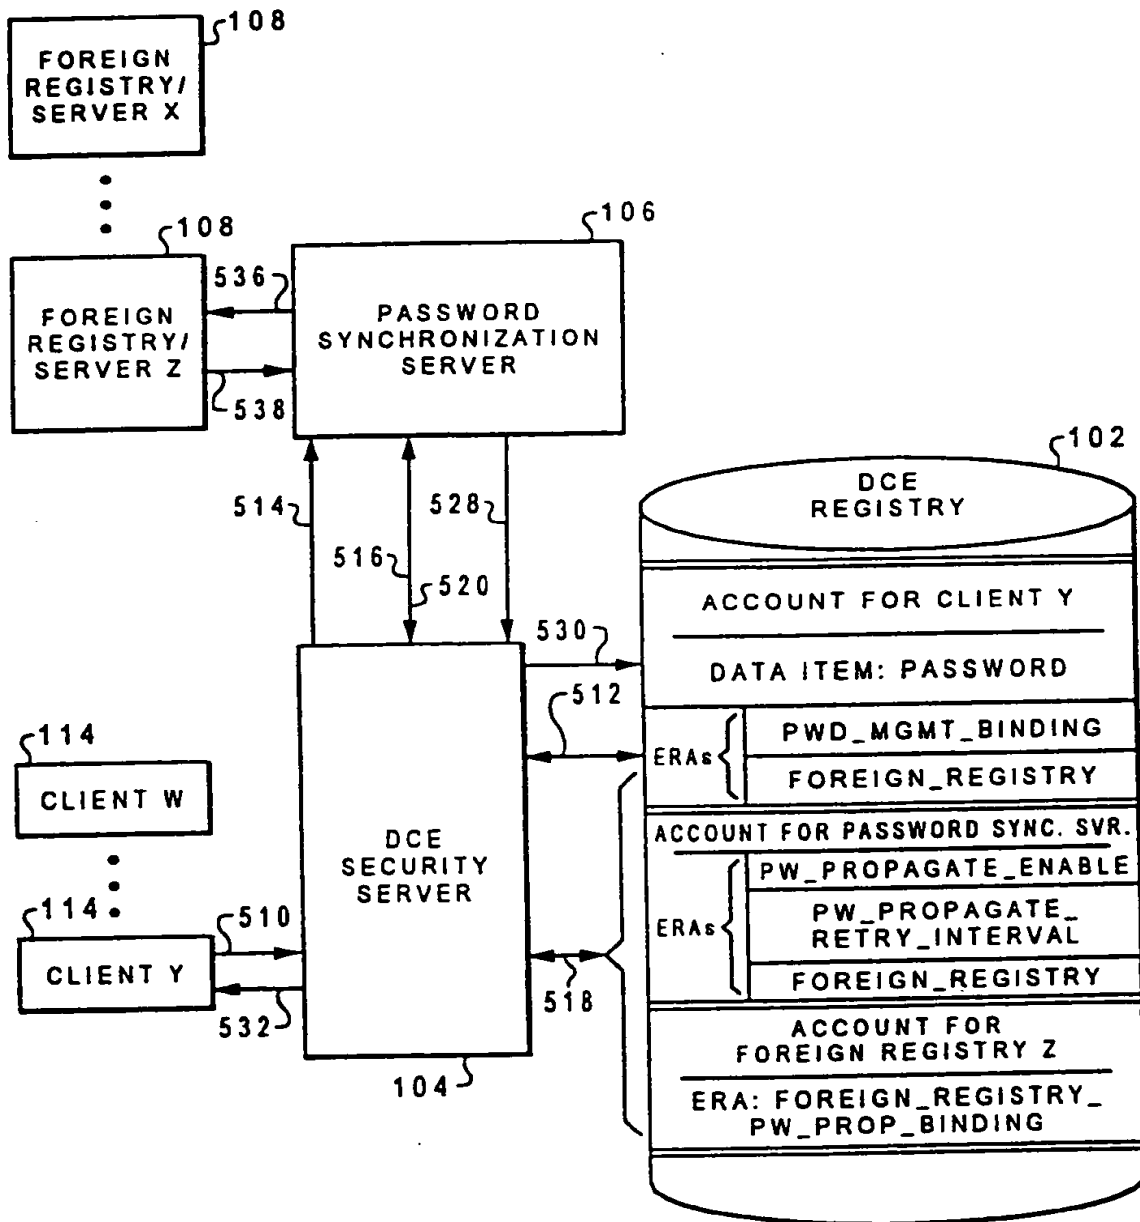 108
FOREIGN
REGISTRY/
SERVER X
108
FOREIGN
REGISTRY/
SERVER Z
536
538
106
PASSWORD
SYNCHRONIZATION
SERVER
514
516
520
528
102
DCE
REGISTRY
ACCOUNT FOR CLIENT Y
DATA ITEM: PASSWORD
ERAs
PWD_MGMT_BINDING
FOREIGN_REGISTRY
ACCOUNT FOR PASSWORD SYNC. SVR.
ERAs
PW_PROPAGATE_ENABLE
PW_PROPAGATE_
RETRY_INTERVAL
FOREIGN_REGISTRY
ACCOUNT FOR
FOREIGN REGISTRY Z
ERA: FOREIGN_REGISTRY_
PW_PROP_BINDING
530
512
518
DCE
SECURITY
SERVER
104
114
CLIENT W
114
CLIENT Y
510
532